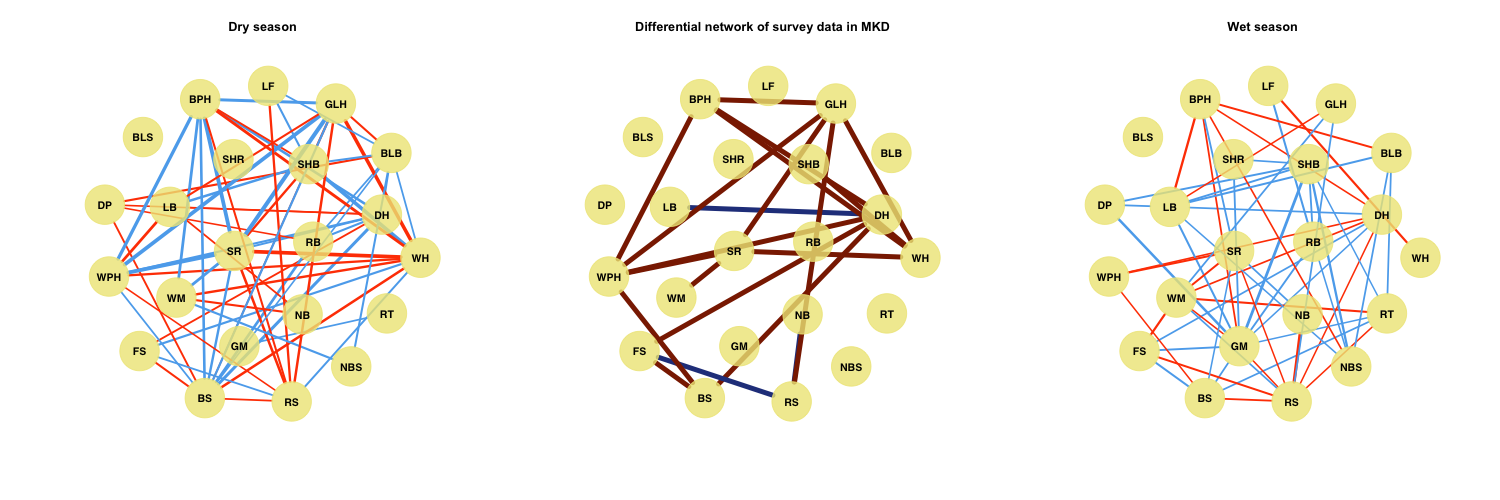 Dry season
Differential network of survey data in MKD
Wet season
LF
BPH
GLH
BLS
BLB
SHR
SHB
DP
LB
DH
RB
SR
WH
WPH
WM
NB
RT
FS
GM
NBS
BS
RS
LF
BPH
GLH
BLS
BLB
SHR
SHB
DP
LB
DH
RB
SR
WH
WPH
WM
NB
RT
FS
GM
NBS
BS
RS
LF
BPH
GLH
BLS
BLB
SHR
SHB
DP
LB
DH
RB
SR
WH
WPH
WM
NB
RT
FS
GM
NBS
BS
RS